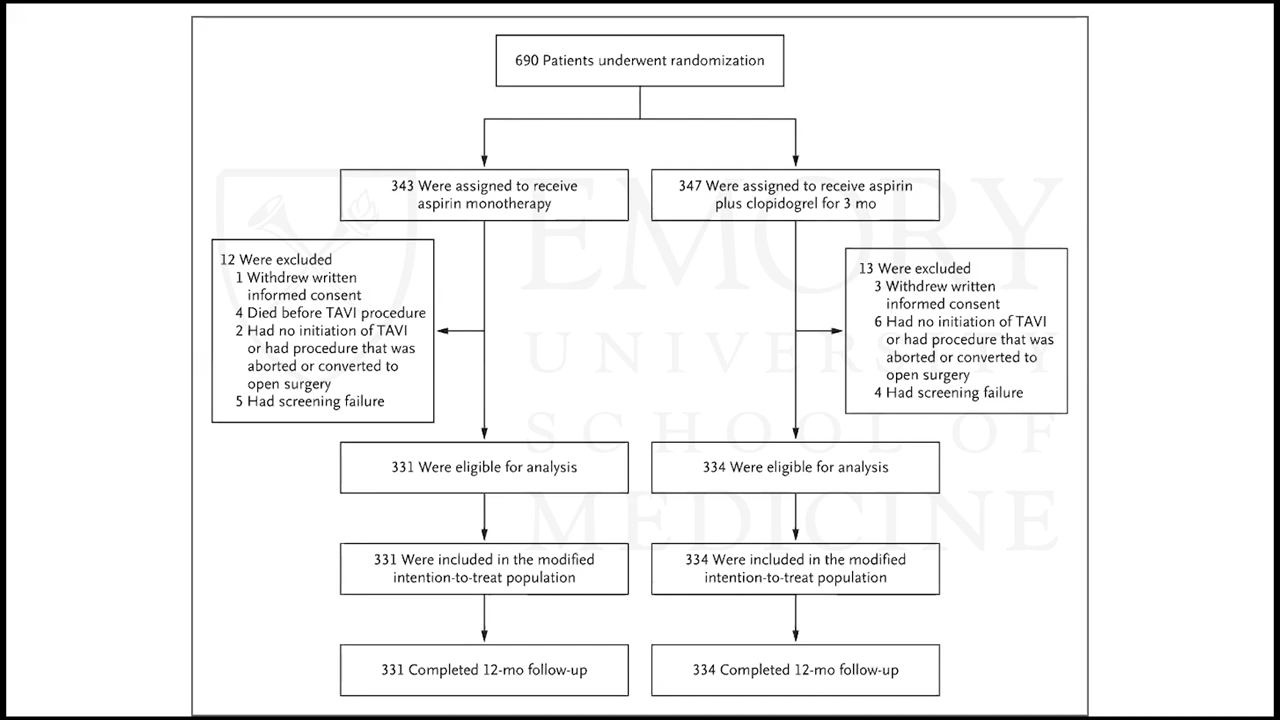 690 Patients underwent randomization
343 Were assigned to receive
aspirin monotherapy
347 Were assigned to receive aspirin
plus clopidogrel for 3 mo
12 Were excluded
1 Withdrew written
informed consent
4 Died before TAVI procedure
2 Had no initiation of TAVI
or had procedure that was
aborted or converted to
open surgery
5 Had screening failure
13 Were excluded
3 Withdrew written
informed consent
6 Had no initiation of TAVI
or had procedure that was
aborted or converted to
open surgery
4 Had screening failure
331 Were eligible for analysis
334 Were eligible for analysis
331 Were included in the modified
intention-to-treat population
334 Were included in the modified
intention-to-treat population
331 Completed 12-mo follow-up
334 Completed 12-mo follow-up
EMORY
UNIVERSITY
SCHOOL OF
MEDICINE